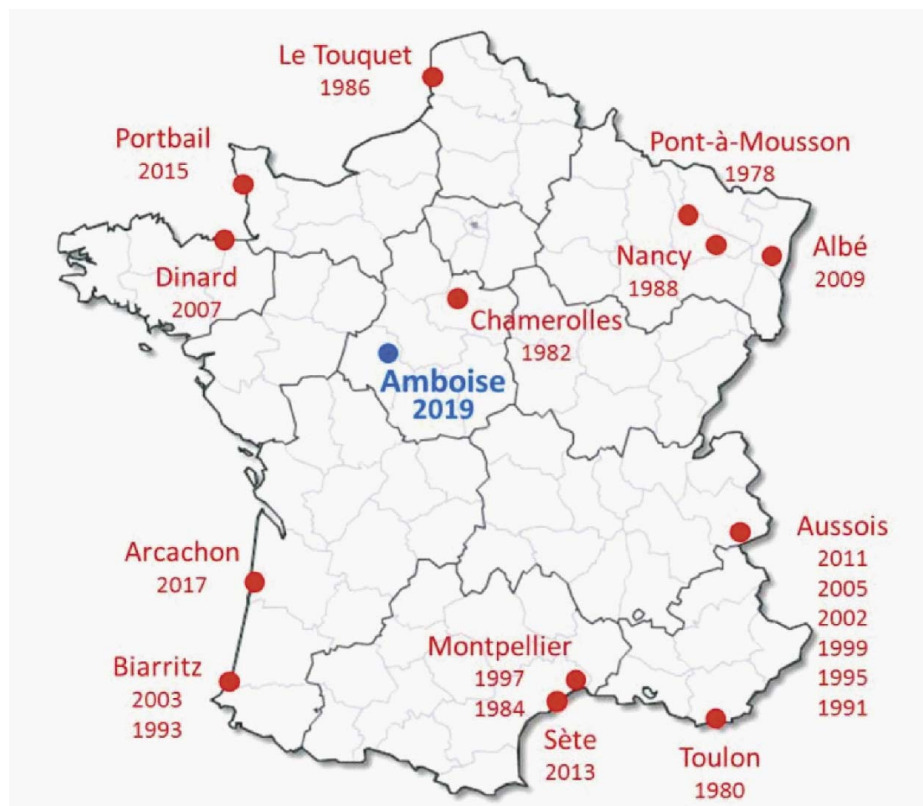 Le Touquet
1986
Portbail
2015
Pont-à-Mousson
1978
Dinard
2007
Nancy
1988
Albé
2009
Chamerolles
1982
Amboise
2019
Arcachon
2017
Aussois
2011
2005
2002
1999
1995
1991
Biarritz
2003
1993
Montpellier
1997
1984
Sète
2013
Toulon
1980